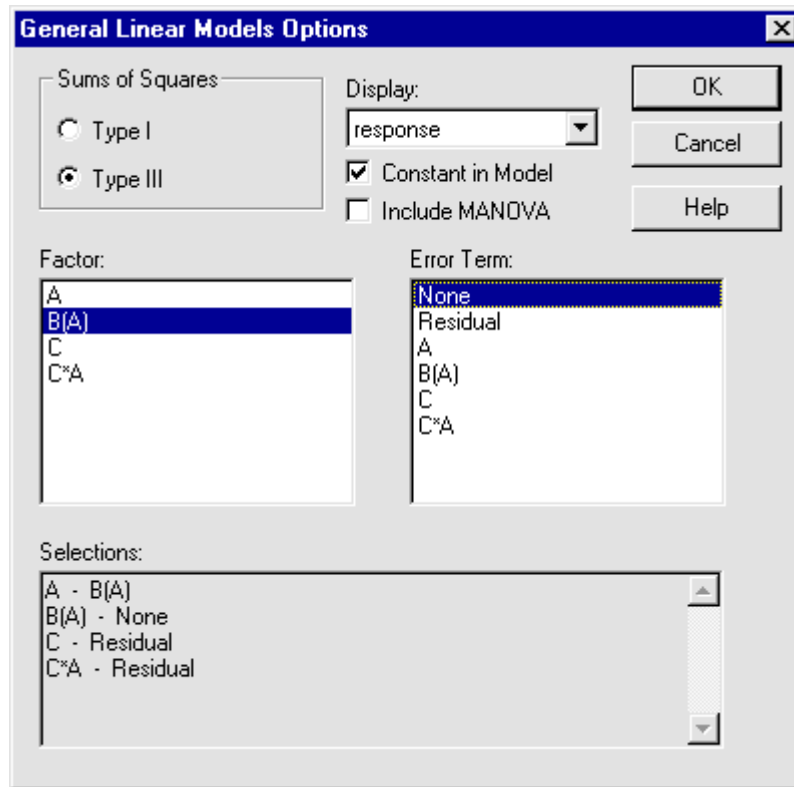 General Linear Models Options
Sums of Squares
Type I
Type III
Display:
response
Constant in Model
Include MANOVA
OK
Cancel
Help
Factor:
A
B(A)
C
C*A
Error Term:
None
Residual
A
B(A)
C
C*A
Selections:
A - B(A)
B(A) - None
C - Residual
C*A - Residual